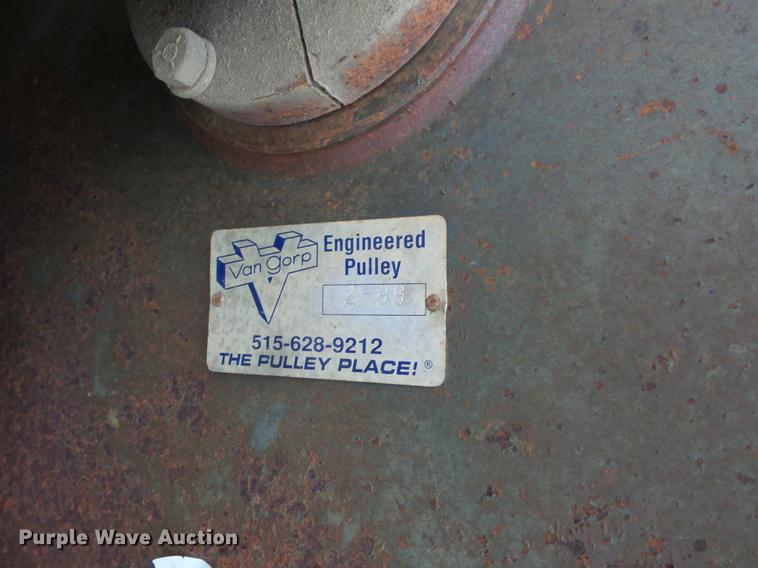 Van Gorp
Engineered
Pulley
2-99
515-628-9212
THE PULLEY PLACE!®
Purple Wave Auction